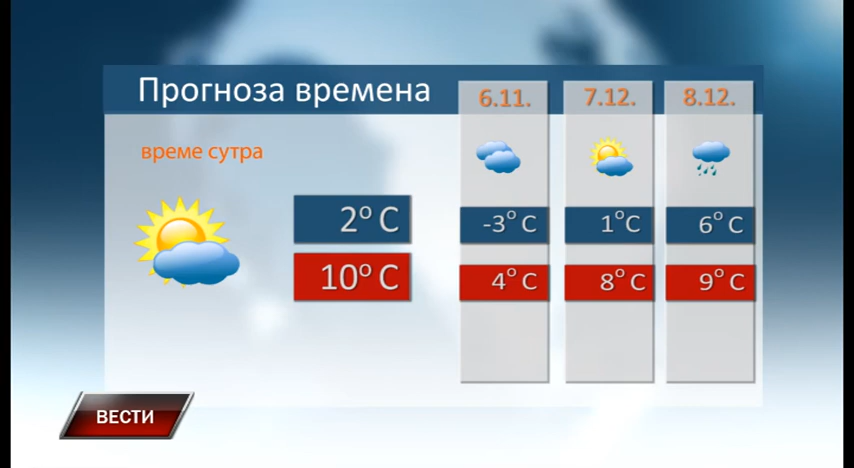 Прогноза времена
6.11.
7.12.
8.12.
време сутра
2° C
10° C
-3° C
1°C
6° C
4° C
8° C
9° C
ВЕСТИ